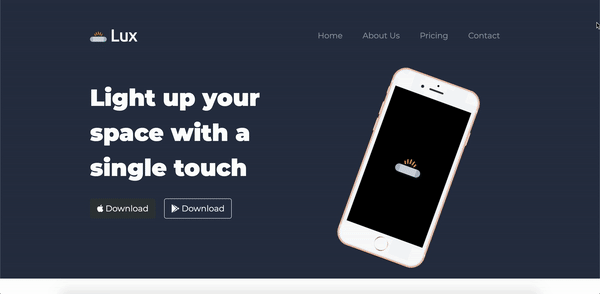 Lux
Home About Us Pricing Contact
Light up your
space with a
single touch
Download Download